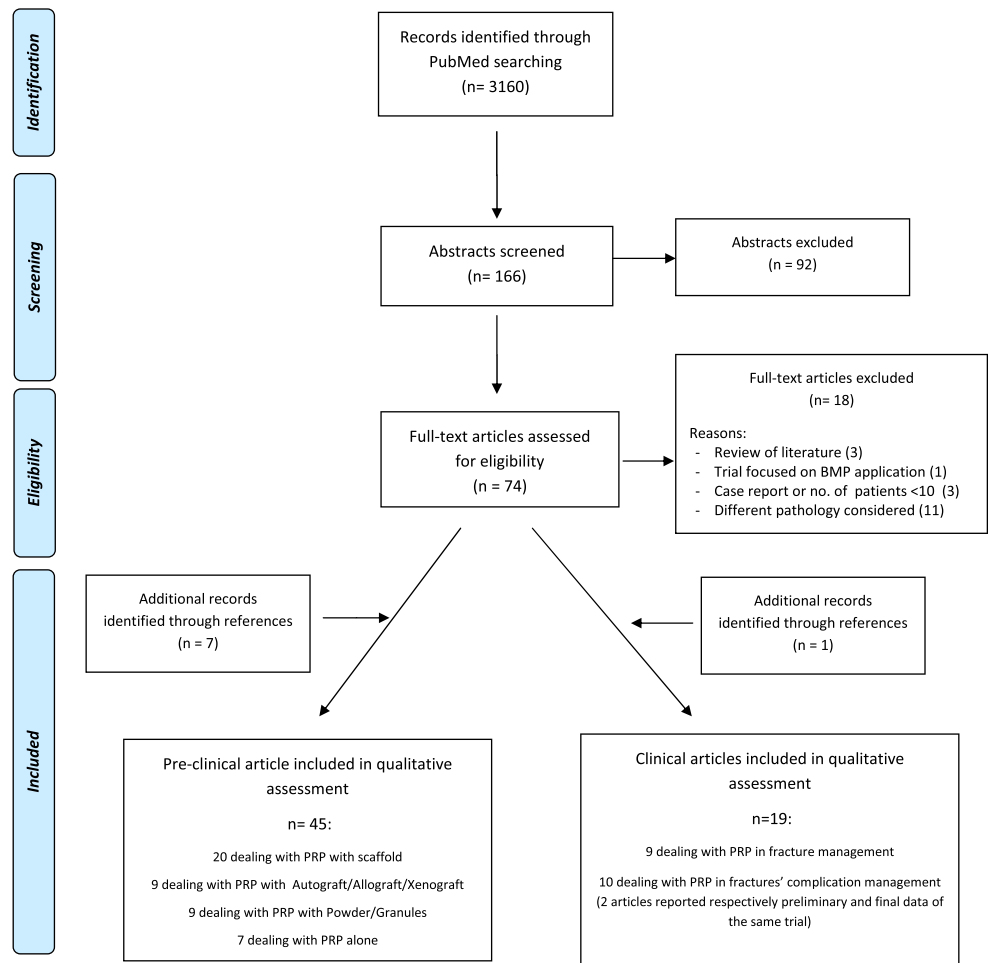 Identification
Records identified through
PubMed searching
(n= 3160)
Screening
Abstracts screened
(n= 166)
Abstracts excluded
(n = 92)
Eligibility
Full-text articles assessed
for eligibility
(n = 74)
Full-text articles excluded
(n= 18)
Reasons:
- Review of literature (3)
- Trial focused on BMP application (1)
- Case report or no. of patients <10 (3)
- Different pathology considered (11)
Included
Additional records
identified through references
(n = 7)
Additional records
identified through references
(n = 1)
Pre-clinical article included in qualitative
assessment
n= 45:
20 dealing with PRP with scaffold
9 dealing with PRP with Autograft/Allograft/Xenograft
9 dealing with PRP with Powder/Granules
7 dealing with PRP alone
Clinical articles included in qualitative
assessment
n=19:
9 dealing with PRP in fracture management
10 dealing with PRP in fractures’ complication management
(2 articles reported respectively preliminary and final data of
the same trial)